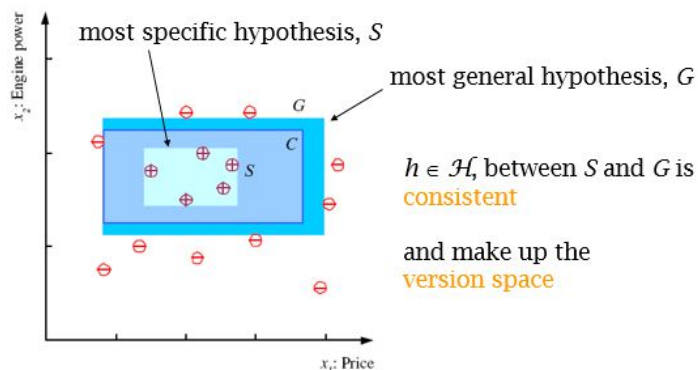 most specific hypothesis, S
most general hypothesis, G
x₂: Engine power
G
C
S
h ∈ ℋ, between S and G is
consistent
and make up the
version space
x₁: Price